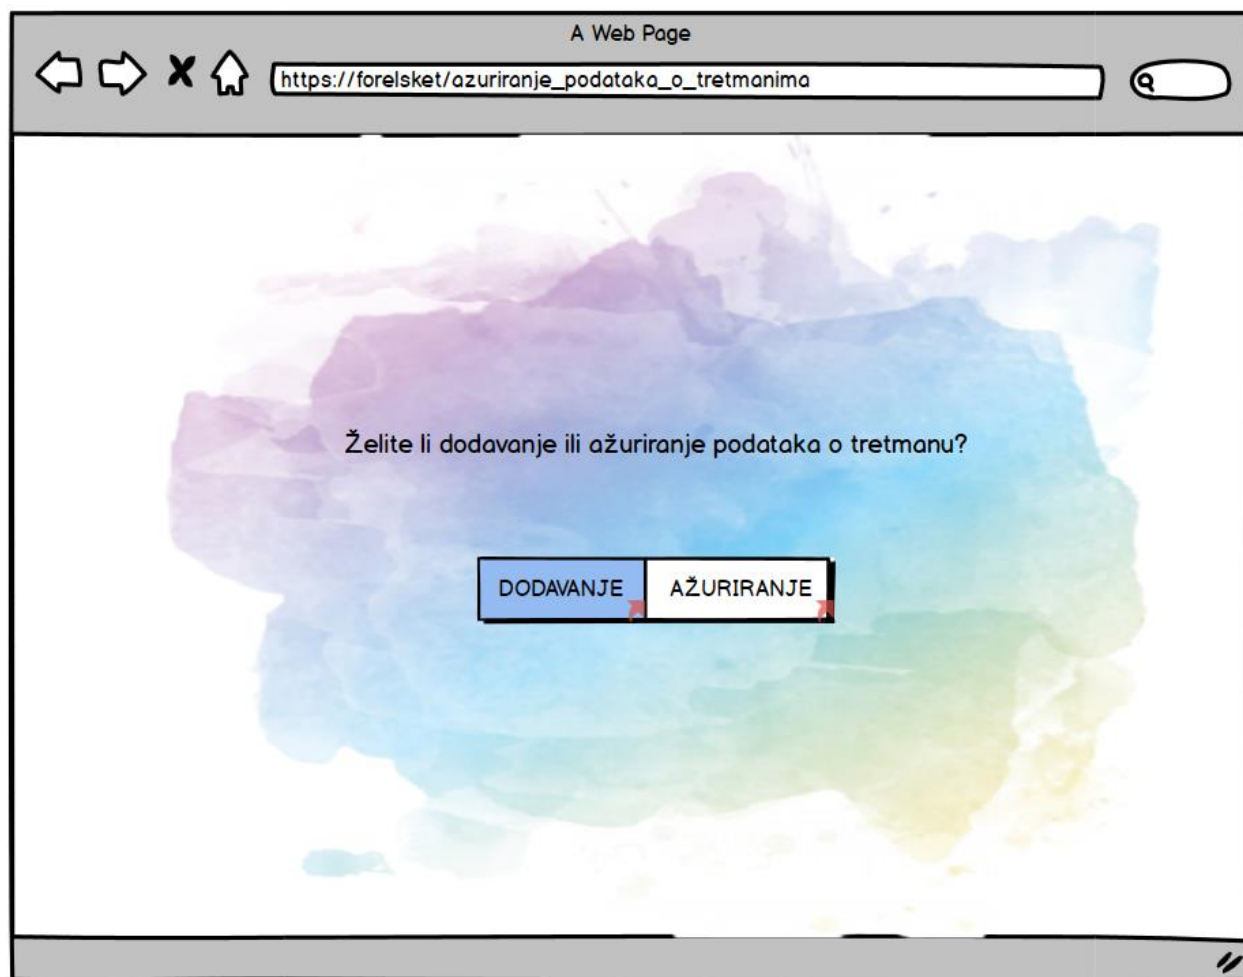 A Web Page
https://forelsket/azuriranje_podataka_o_tretmanima
Želite li dodavanje ili ažuriranje podataka o tretmanu?
DODAVANJE
AŽURIRANJE